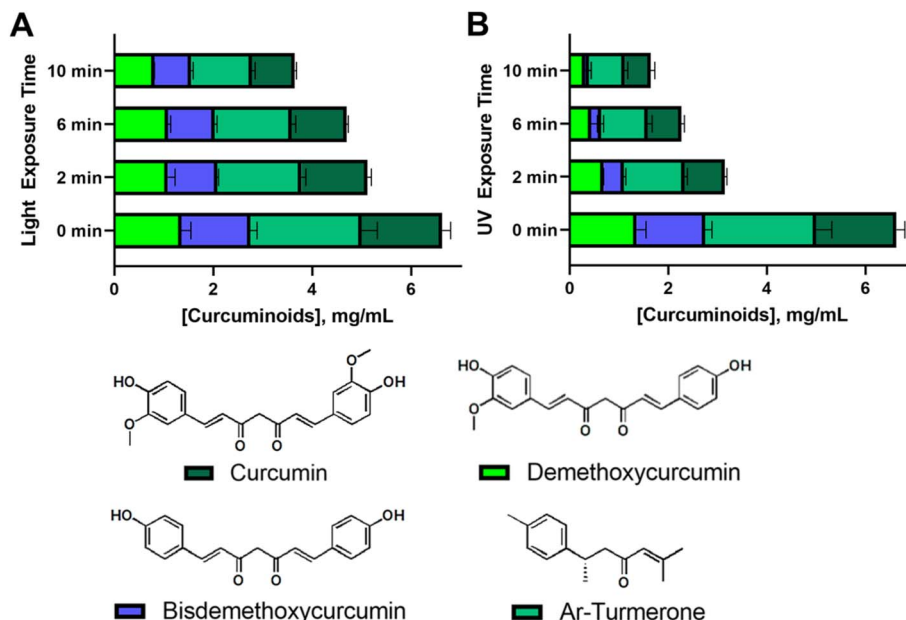 A
Light Exposure Time
10 min
6 min
2 min
0 min
0 2 4 6
[Curcuminoids], mg/mL
B
UV Exposure Time
10 min
6 min
2 min
0 min
0 2 4 6
[Curcuminoids], mg/mL
HO
O
O
O
O
OH
Curcumin
HO
O
O
O
OH
Demethoxycurcumin
HO
O
O
OH
Bisdemethoxycurcumin
O
Ar-Turmerone